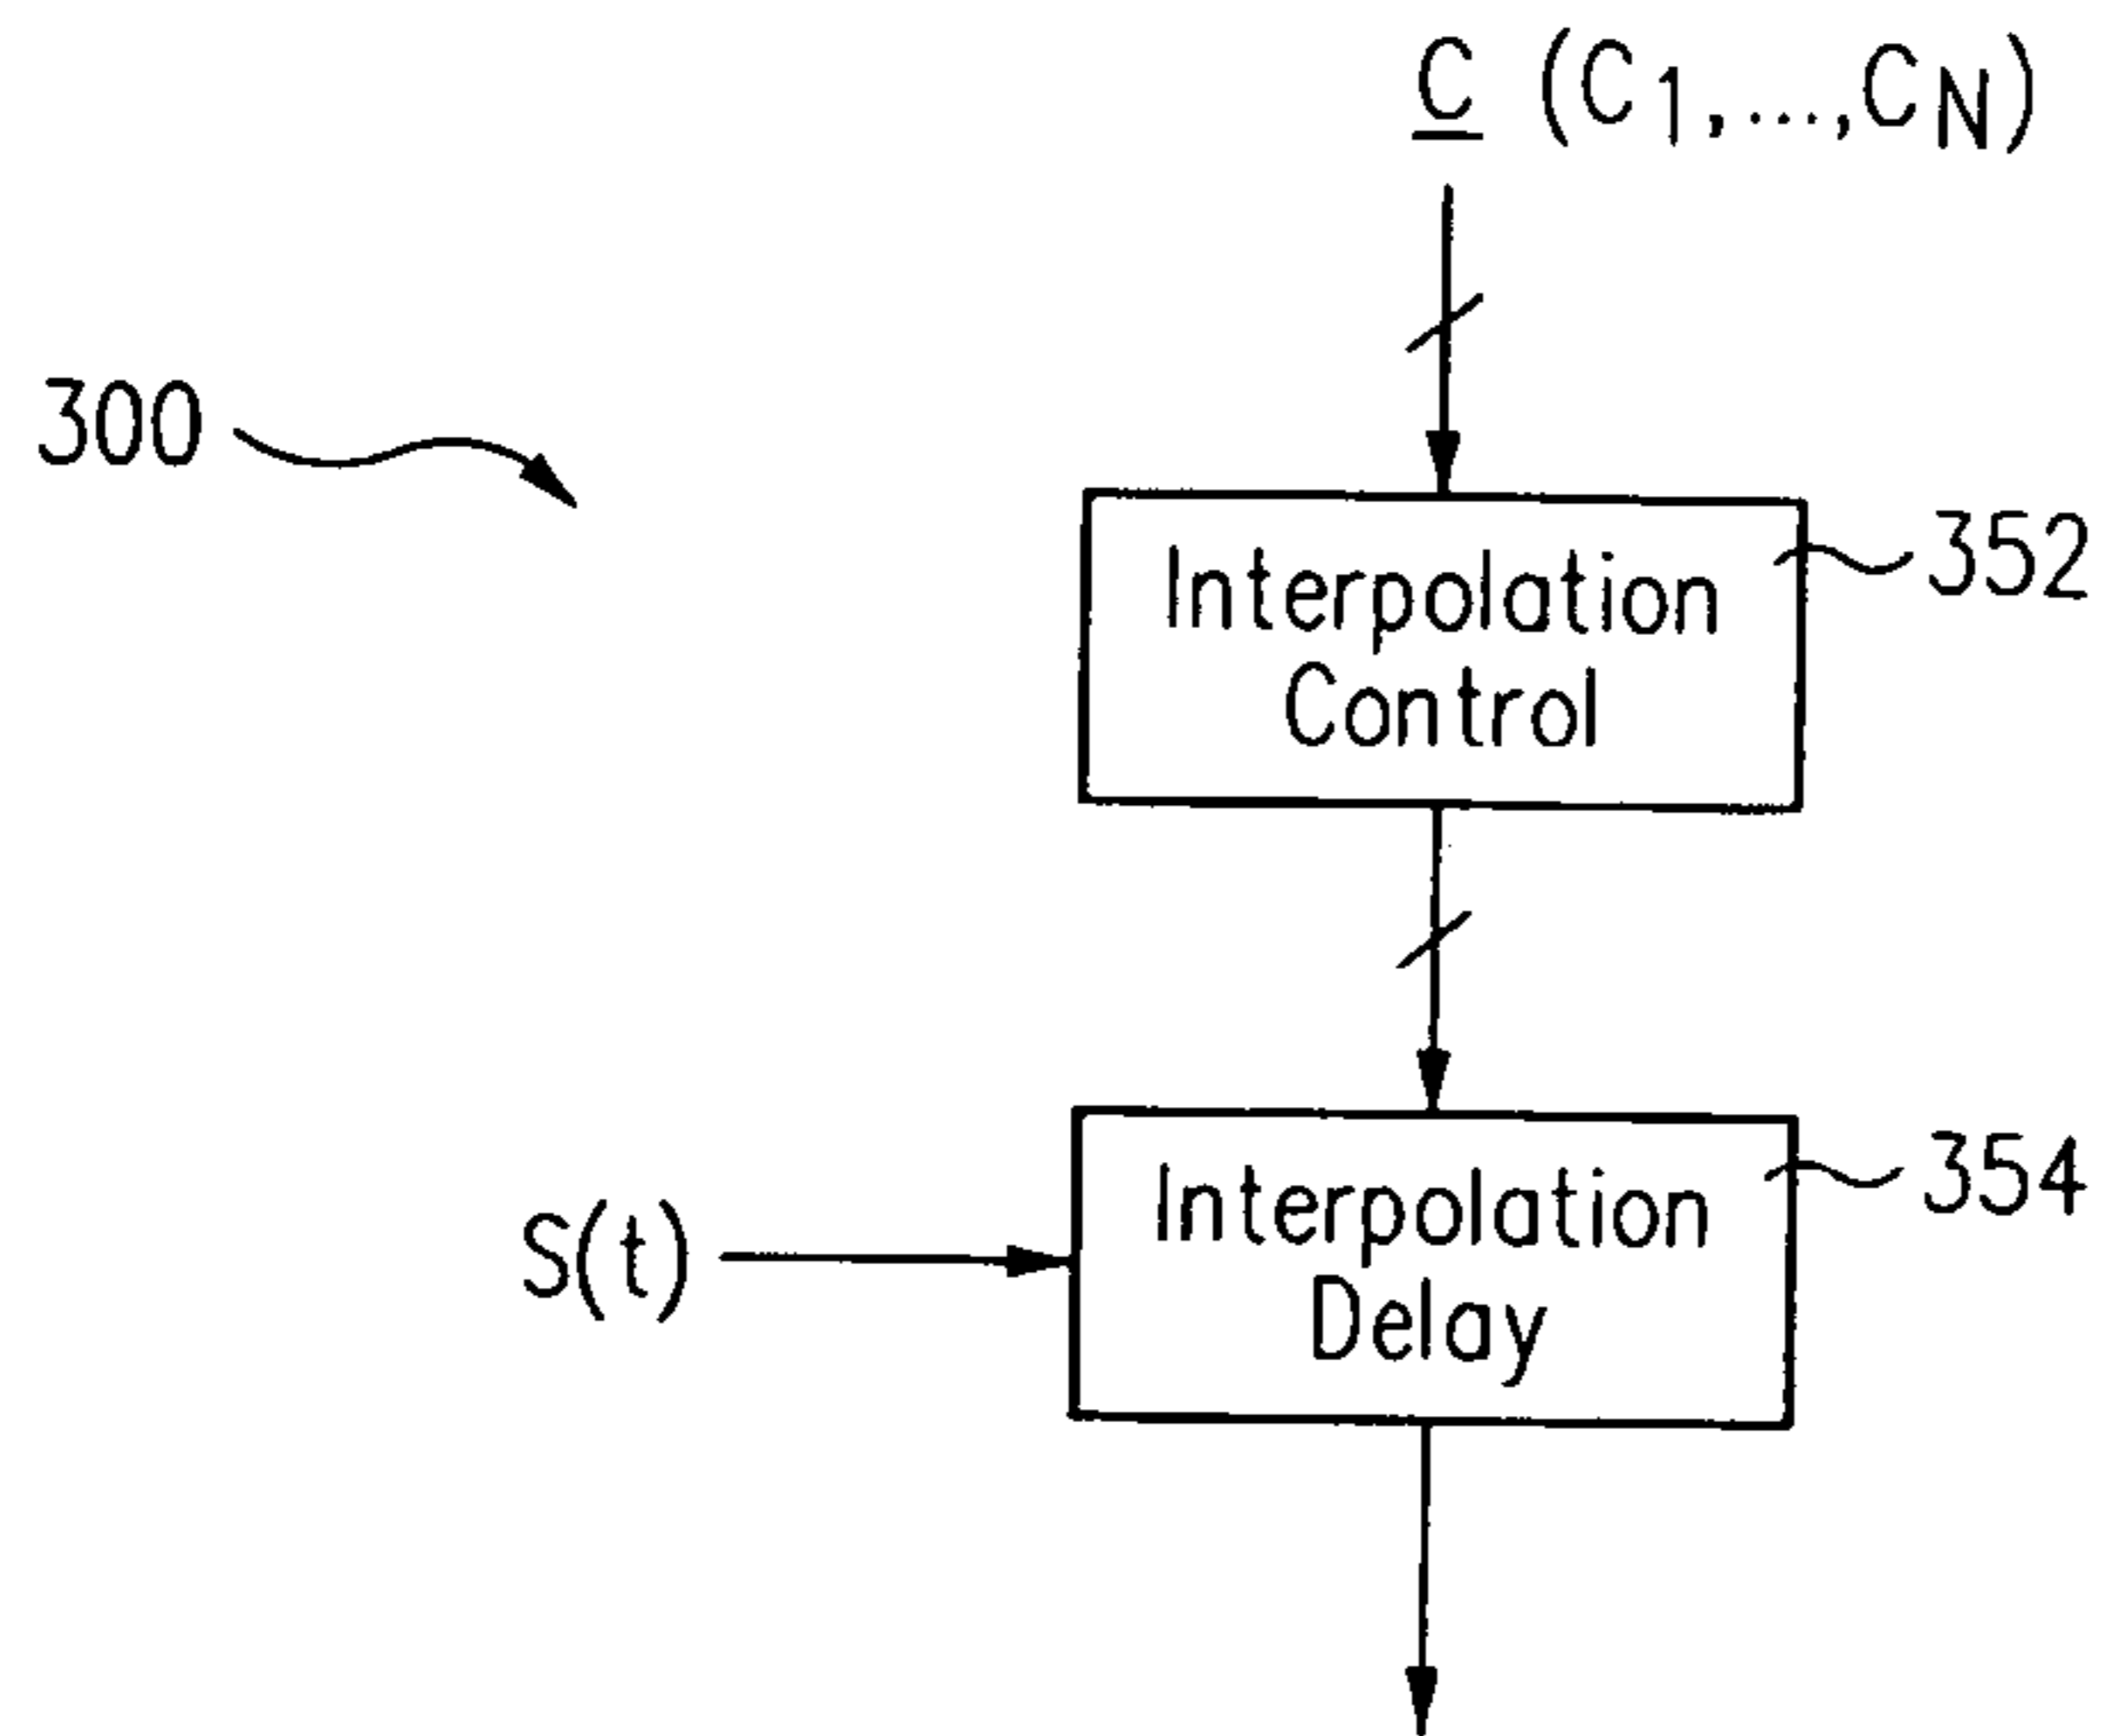 C (C1,...,CN)
300
352
Interpolation
Control
354
Interpolation
Delay
S(t)